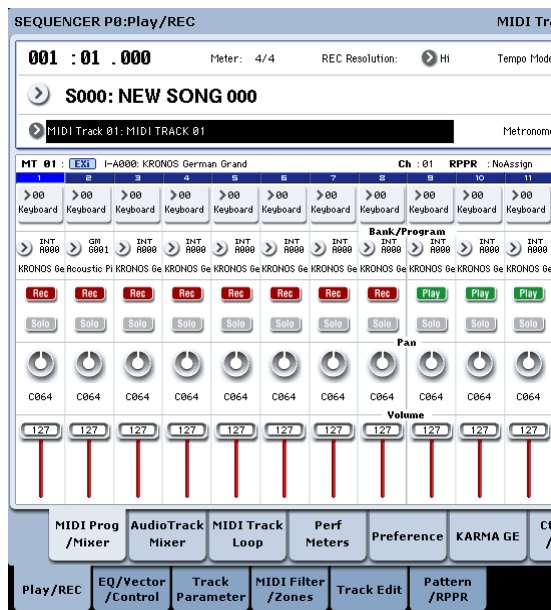 SEQUENCER P0:Play/REC MIDI Tr
001 :01 .000 Meter: 4/4 REC Resolution: Hi Tempo Mode
S000: NEW SONG 000
MIDI Track 01: MIDI TRACK 01 Metronome
MT 01 : EXi I-A000: KRONOS German Grand Ch :01 RPPR :NoAssign
1 2 3 4 5 6 7 8 9 10 11
>00 >00 >00 >00 >00 >00 >00 >00 >00 >00 >00
Keyboard Keyboard Keyboard Keyboard Keyboard Keyboard Keyboard Keyboard Keyboard Keyboard Keyboard
Bank/Program
INT GM INT INT INT INT INT INT INT INT INT
A000 G001 A000 A000 A000 A000 A000 A000 A000 A000 A000
KRONOS Ge Acoustic Pi KRONOS Ge KRONOS Ge KRONOS Ge KRONOS Ge KRONOS Ge KRONOS Ge KRONOS Ge KRONOS Ge KRONOS Ge
Rec Rec Rec Rec Rec Rec Rec Rec Play Play Play
Solo Solo Solo Solo Solo Solo Solo Solo Solo Solo Solo
Pan
C064 C064 C064 C064 C064 C064 C064 C064 C064 C064 C064
Volume
127 127 127 127 127 127 127 127 127 127 127
MIDI Prog AudioTrack MIDI Track Perf Preference KARMA GE
/Mixer Mixer Loop Meters
Play/REC EQ/Vector Track MIDI Filter Track Edit Pattern
/Control Parameter /Zones /RPPR